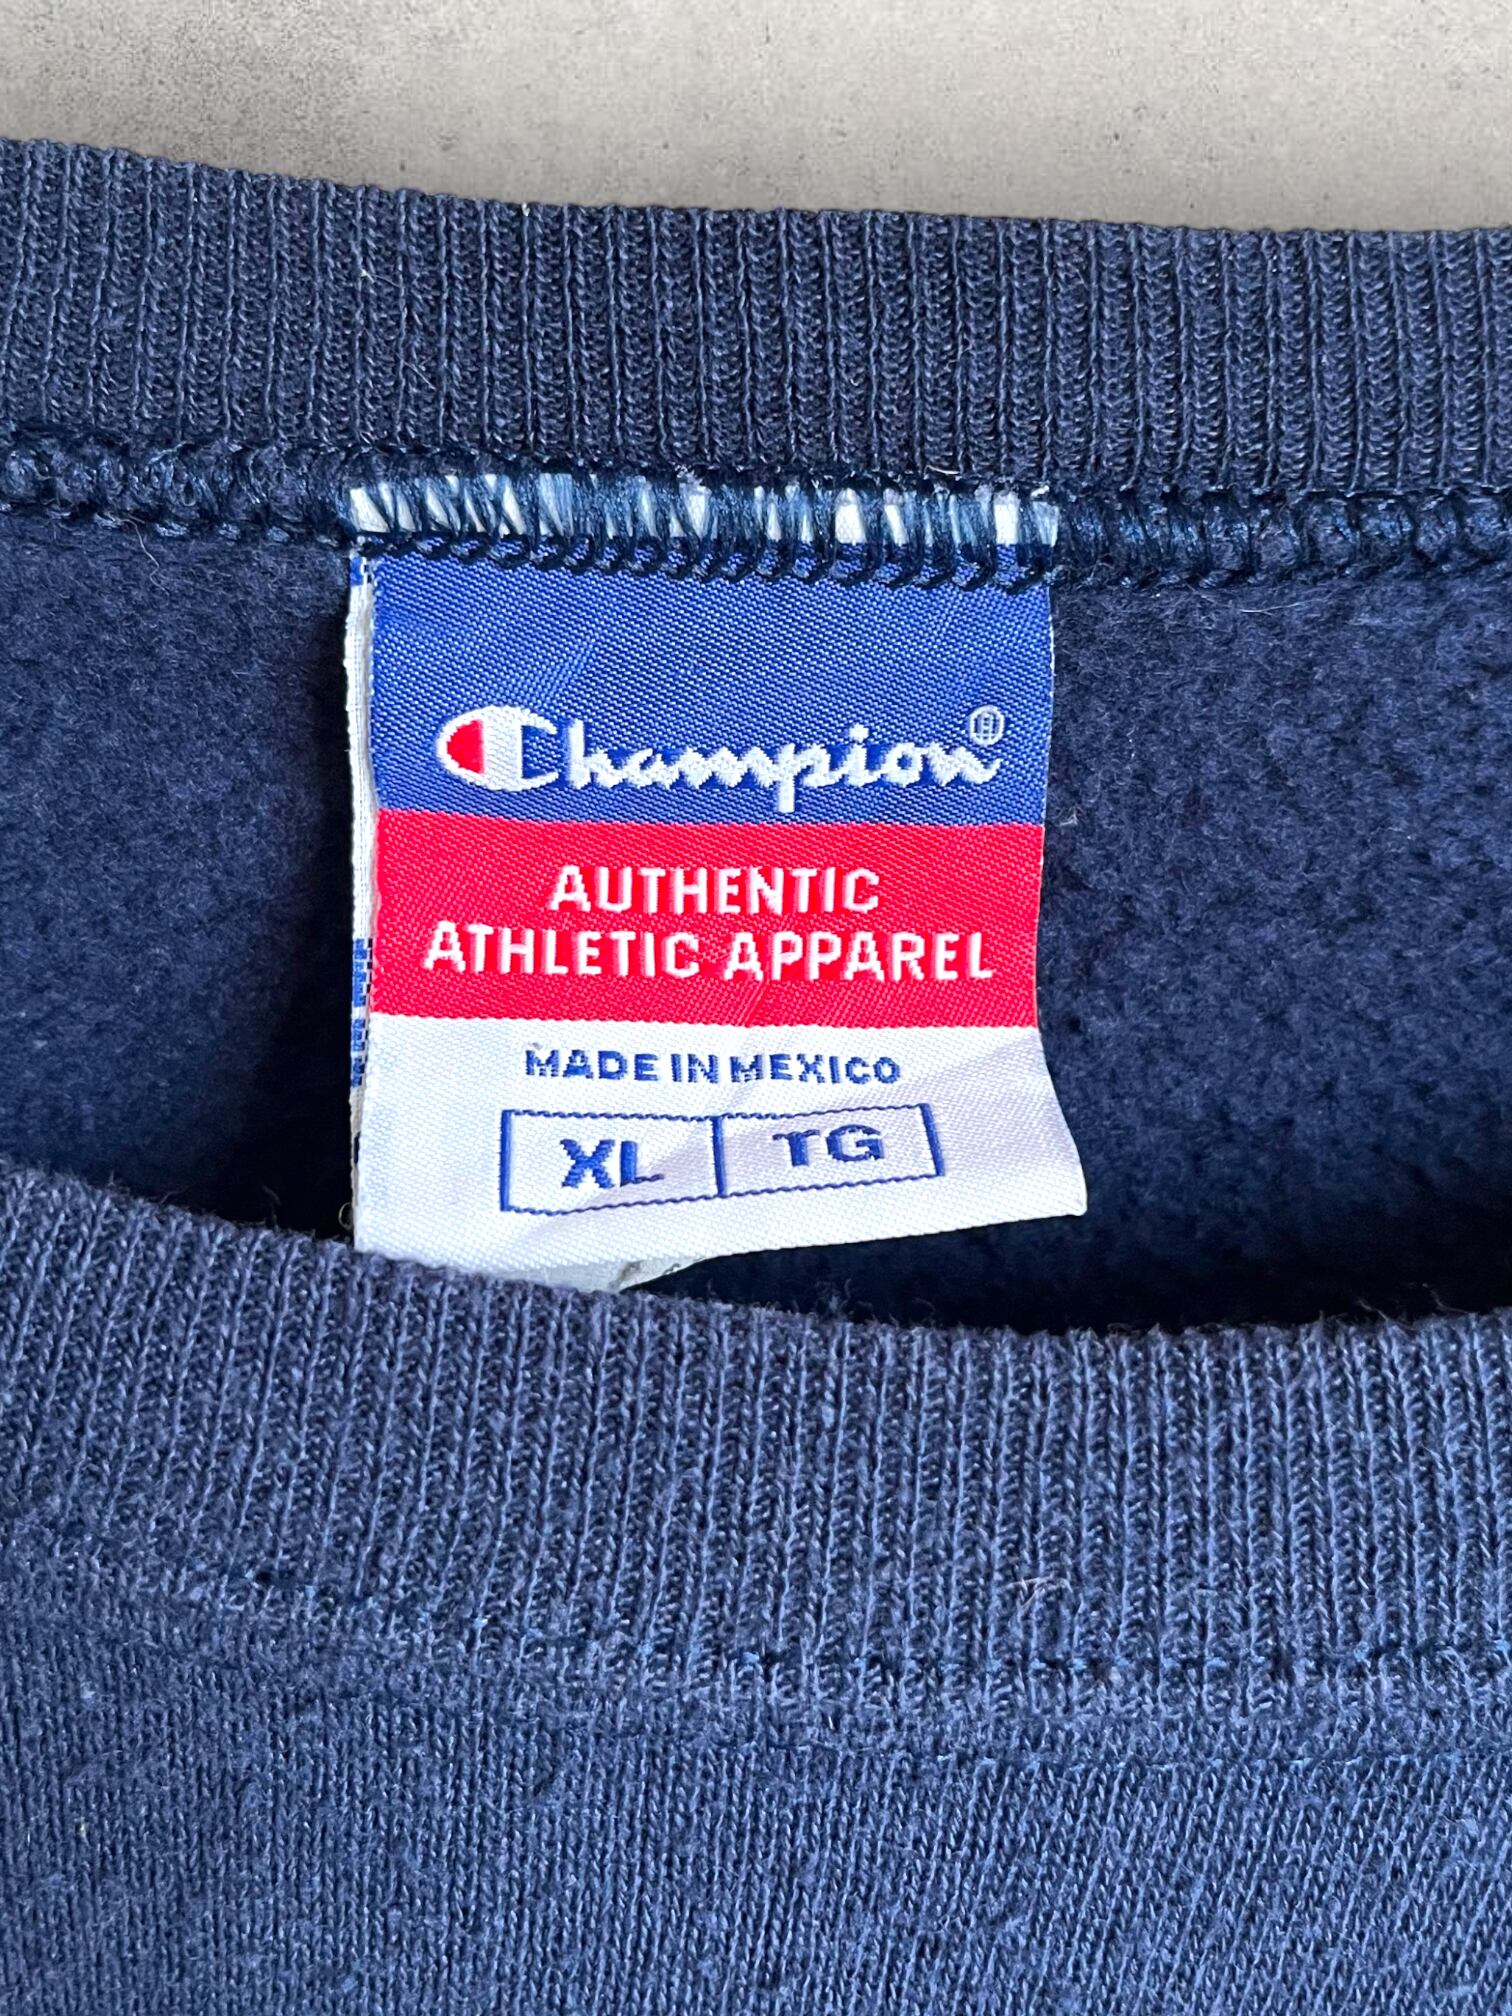 Champion®
AUTHENTIC
ATHLETIC APPAREL
MADE IN MEXICO
XL TG